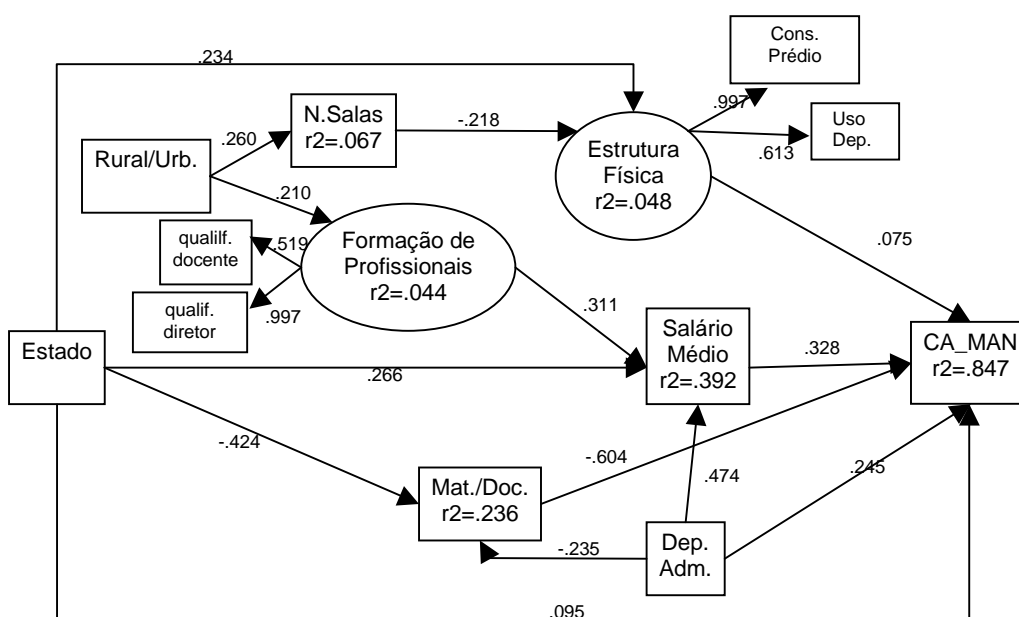 Cons.
Prédio
.234
.997
N.Salas
r2=.067
-.218
Uso
Dep.
.613
.260
Rural/Urb.
Estrutura
Física
r2=.048
.210
qualilf.
docente
.519
Formação de
Profissionais
r2=.044
.075
qualif.
diretor
.997
.311
Estado
Salário
Médio
r2=.392
.328
CA_MAN
r2=.847
.266
-.424
-.604
.245
.474
Mat./Doc.
r2=.236
-.235
Dep.
Adm.
.095